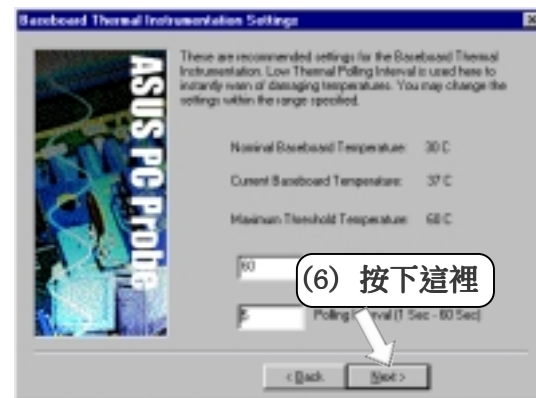 Baseboard Thermal Instrumentation Settings
ASUS PC Probe
These are recommended settings for the Baseboard Thermal
Instrumentation. Low Thermal Polling Interval is used here to
instantly warn of damaging temperatures. You may change the
settings within the range specified.
Nominal Baseboard Temperature: 30 C
Current Baseboard Temperature: 37 C
Maximum Threshold Temperature: 60 C
60
(6) 按下這裡
5
Polling (1 Sec - 60 Sec)
< Back
Next >